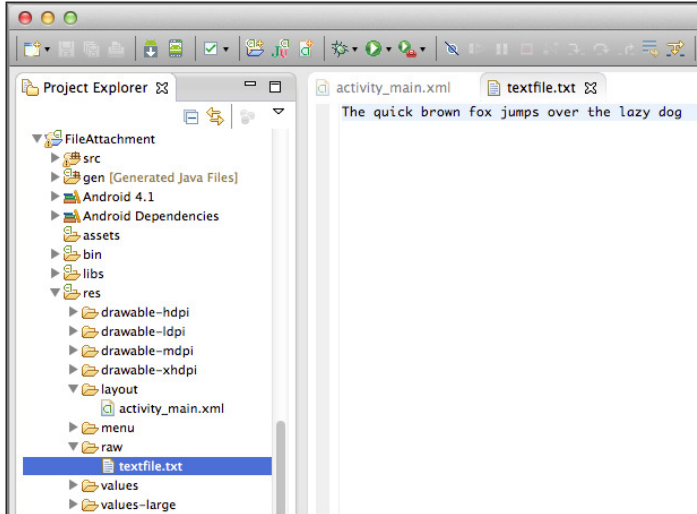 Project Explorer
activity_main.xml
textfile.txt
The quick brown fox jumps over the lazy dog
FileAttachment
src
gen [Generated Java Files]
Android 4.1
Android Dependencies
assets
bin
libs
res
drawable-hdpi
drawable-ldpi
drawable-mdpi
drawable-xhdpi
layout
activity_main.xml
menu
raw
textfile.txt
values
values-large